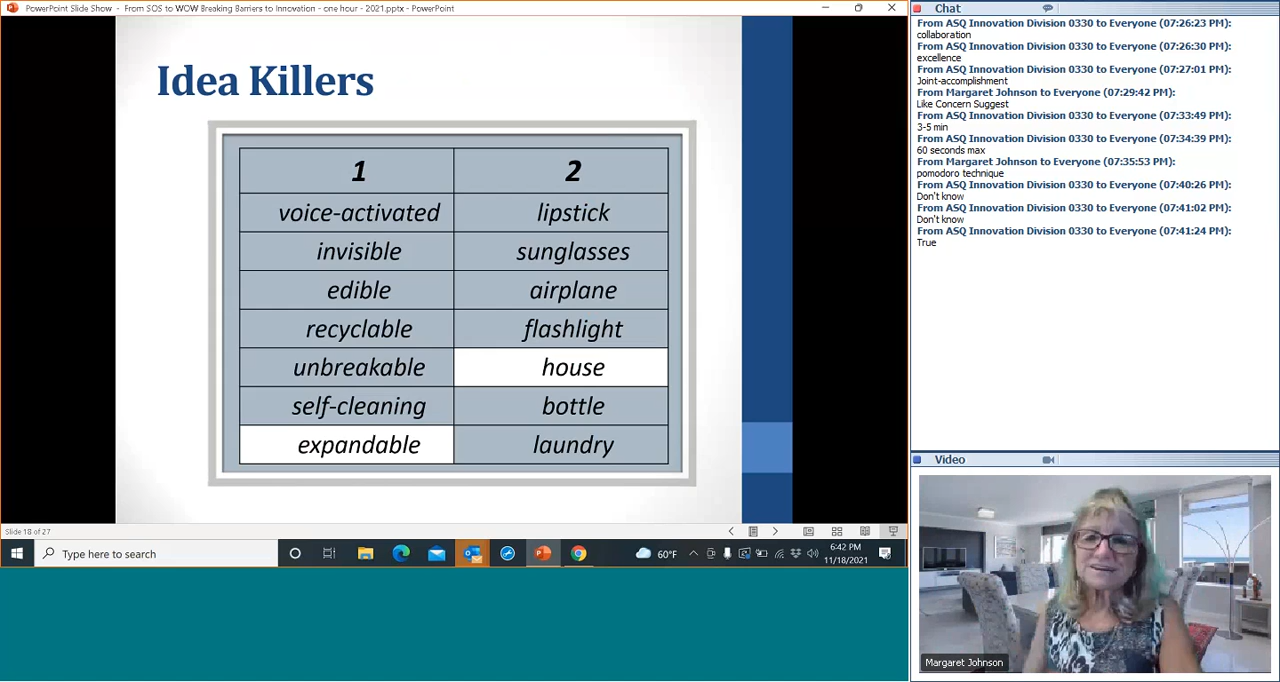 PowerPoint Slide Show - From SOS to WOW Breaking Barriers to Innovation - one hour - 2021.pptx - PowerPoint
Idea Killers
1 2
voice-activated lipstick
invisible sunglasses
edible airplane
recyclable flashlight
unbreakable house
self-cleaning bottle
expandable laundry
Slide 18 of 27
Type here to search
60°F
6:42 PM
11/18/2021
Chat
From ASQ Innovation Division 0330 to Everyone (07:26:23 PM):
collaboration
From ASQ Innovation Division 0330 to Everyone (07:26:30 PM):
excellence
From ASQ Innovation Division 0330 to Everyone (07:27:01 PM):
Joint-accomplishment
From Margaret Johnson to Everyone (07:29:42 PM):
Like Concern Suggest
From ASQ Innovation Division 0330 to Everyone (07:33:49 PM):
3-5 min
From ASQ Innovation Division 0330 to Everyone (07:34:39 PM):
60 seconds max
From Margaret Johnson to Everyone (07:35:53 PM):
pomodoro technique
From ASQ Innovation Division 0330 to Everyone (07:40:26 PM):
Don't know
From ASQ Innovation Division 0330 to Everyone (07:41:02 PM):
Don't know
From ASQ Innovation Division 0330 to Everyone (07:41:24 PM):
True
Video
Margaret Johnson